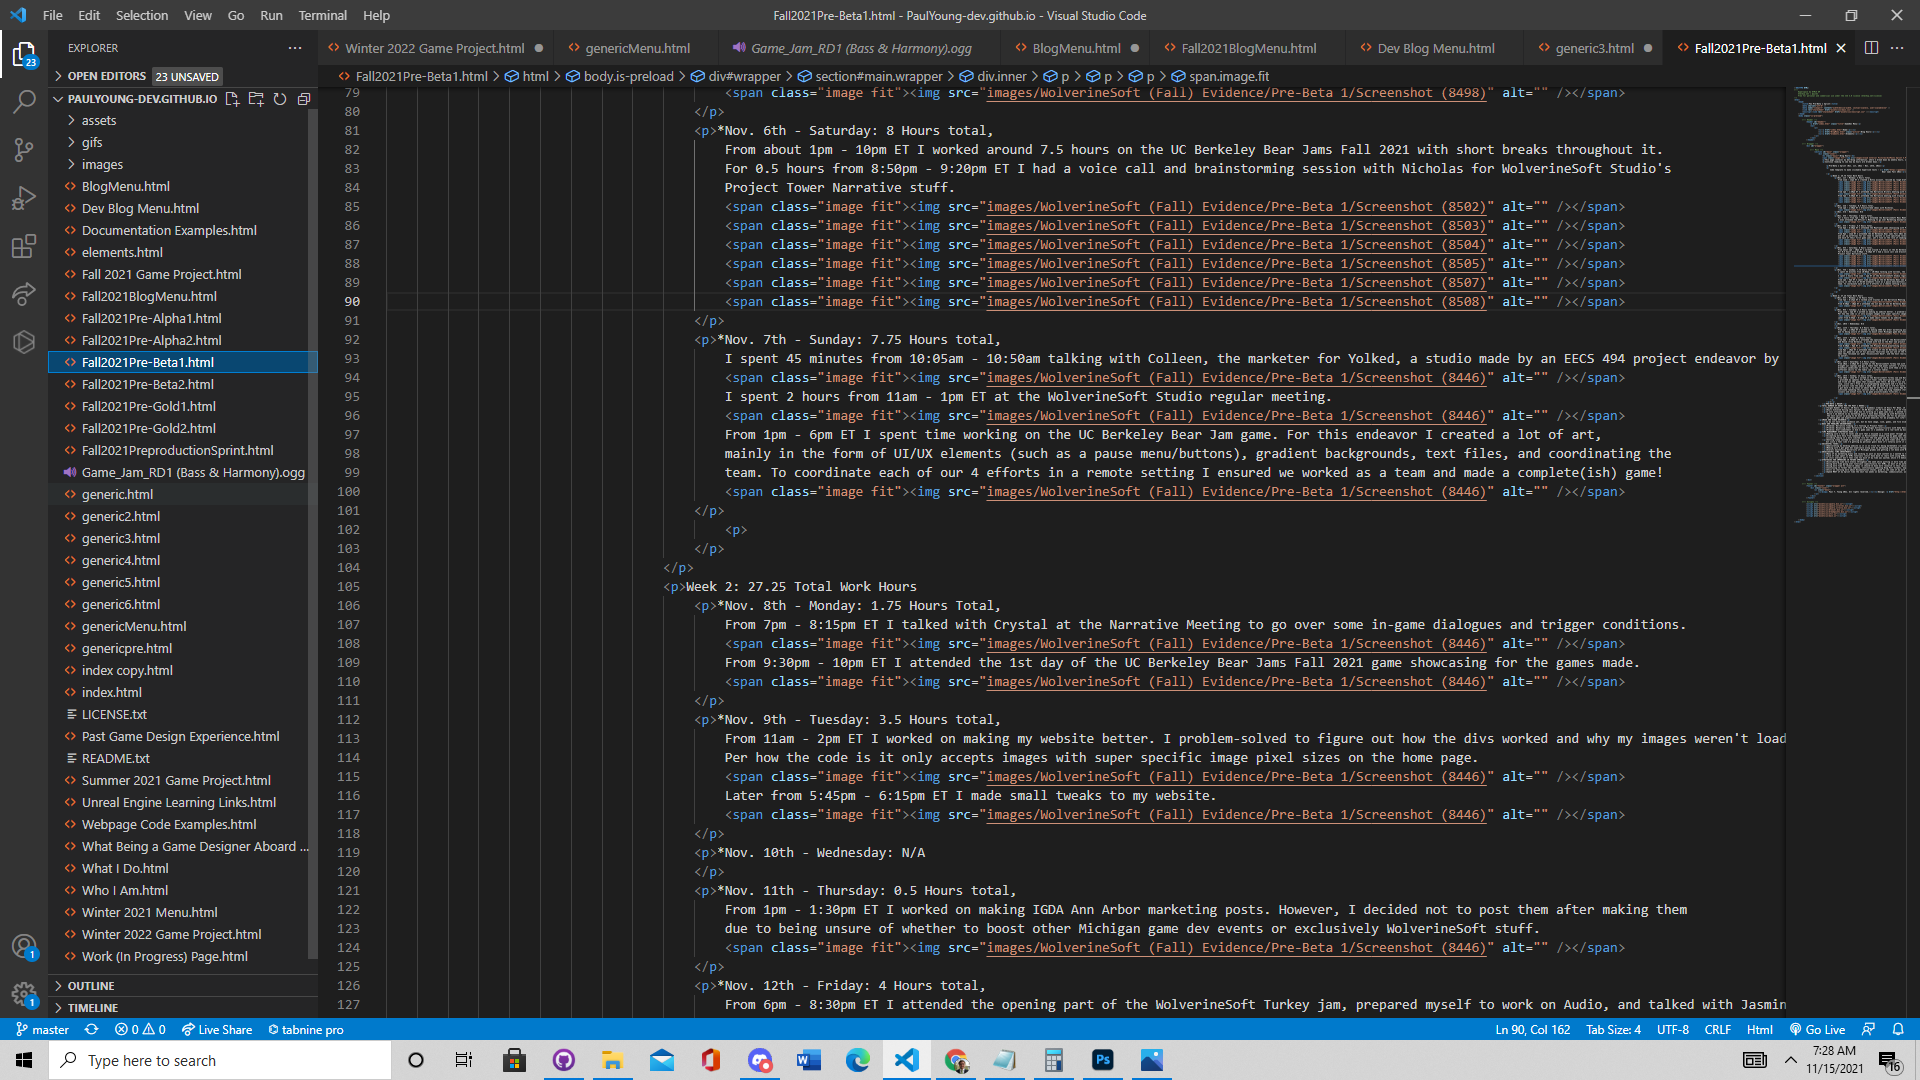 File Edit Selection View Go Run Terminal Help
Fall2021Pre-Beta1.html - PaulYoung-dev.github.io - Visual Studio Code
EXPLORER
Winter 2022 Game Project.html
genericMenu.html
Game_Jam_RD1 (Bass & Harmony).ogg
BlogMenu.html
Fall2021BlogMenu.html
Dev Blog Menu.html
generic3.html
Fall2021Pre-Beta1.html
Fall2021Pre-Beta1.html > html > body.is-preload > div#wrapper > section#main.wrapper > div.inner > p > p > p > span.image.fit
23
OPEN EDITORS 23 UNSAVED
PAULYOUNG-DEV.GITHUB.IO
assets
gifs
images
BlogMenu.html
Dev Blog Menu.html
Documentation Examples.html
elements.html
Fall 2021 Game Project.html
Fall2021BlogMenu.html
Fall2021Pre-Alpha1.html
Fall2021Pre-Alpha2.html
Fall2021Pre-Beta1.html
Fall2021Pre-Beta2.html
Fall2021Pre-Gold1.html
Fall2021Pre-Gold2.html
Fall2021PreproductionSprint.html
Game_Jam_RD1 (Bass & Harmony).ogg
generic.html
generic2.html
generic3.html
generic4.html
generic5.html
generic6.html
genericMenu.html
genericpre.html
index copy.html
index.html
LICENSE.txt
Past Game Design Experience.html
README.txt
Summer 2021 Game Project.html
Unreal Engine Learning Links.html
Webpage Code Examples.html
What Being a Game Designer Aboard ...
What I Do.html
Who I Am.html
Winter 2021 Menu.html
Winter 2022 Game Project.html
Work (In Progress) Page.html
OUTLINE
TIMELINE
1
1
79 <span class="image fit"><img src="images/WolverineSoft (Fall) Evidence/Pre-Beta 1/Screenshot (8498)" alt="" /></span>
80 </p>
81 <p>*Nov. 6th - Saturday: 8 Hours total,
82 From about 1pm - 10pm ET I worked around 7.5 hours on the UC Berkeley Bear Jams Fall 2021 with short breaks throughout it.
83 For 0.5 hours from 8:50pm - 9:20pm ET I had a voice call and brainstorming session with Nicholas for WolverineSoft Studio's
84 Project Tower Narrative stuff.
85 <span class="image fit"><img src="images/WolverineSoft (Fall) Evidence/Pre-Beta 1/Screenshot (8502)" alt="" /></span>
86 <span class="image fit"><img src="images/WolverineSoft (Fall) Evidence/Pre-Beta 1/Screenshot (8503)" alt="" /></span>
87 <span class="image fit"><img src="images/WolverineSoft (Fall) Evidence/Pre-Beta 1/Screenshot (8504)" alt="" /></span>
88 <span class="image fit"><img src="images/WolverineSoft (Fall) Evidence/Pre-Beta 1/Screenshot (8505)" alt="" /></span>
89 <span class="image fit"><img src="images/WolverineSoft (Fall) Evidence/Pre-Beta 1/Screenshot (8507)" alt="" /></span>
90 <span class="image fit"><img src="images/WolverineSoft (Fall) Evidence/Pre-Beta 1/Screenshot (8508)" alt="" /></span>
91 </p>
92 <p>*Nov. 7th - Sunday: 7.75 Hours total,
93 I spent 45 minutes from 10:05am - 10:50am talking with Colleen, the marketer for Yolked, a studio made by an EECS 494 project endeavor by
94 <span class="image fit"><img src="images/WolverineSoft (Fall) Evidence/Pre-Beta 1/Screenshot (8446)" alt="" /></span>
95 I spent 2 hours from 11am - 1pm ET at the WolverineSoft Studio regular meeting.
96 <span class="image fit"><img src="images/WolverineSoft (Fall) Evidence/Pre-Beta 1/Screenshot (8446)" alt="" /></span>
97 From 1pm - 6pm ET I spent time working on the UC Berkeley Bear Jam game. For this endeavor I created a lot of art,
98 mainly in the form of UI/UX elements (such as a pause menu/buttons), gradient backgrounds, text files, and coordinating the
99 team. To coordinate each of our 4 efforts in a remote setting I ensured we worked as a team and made a complete(ish) game!
100 <span class="image fit"><img src="images/WolverineSoft (Fall) Evidence/Pre-Beta 1/Screenshot (8446)" alt="" /></span>
101 </p>
102 <p>
103 </p>
104 </p>
105 <p>Week 2: 27.25 Total Work Hours
106 <p>*Nov. 8th - Monday: 1.75 Hours Total,
107 From 7pm - 8:15pm ET I talked with Crystal at the Narrative Meeting to go over some in-game dialogues and trigger conditions.
108 <span class="image fit"><img src="images/WolverineSoft (Fall) Evidence/Pre-Beta 1/Screenshot (8446)" alt="" /></span>
109 From 9:30pm - 10pm ET I attended the 1st day of the UC Berkeley Bear Jams Fall 2021 game showcasing for the games made.
110 <span class="image fit"><img src="images/WolverineSoft (Fall) Evidence/Pre-Beta 1/Screenshot (8446)" alt="" /></span>
111 </p>
112 <p>*Nov. 9th - Tuesday: 3.5 Hours total,
113 From 11am - 2pm ET I worked on making my website better. I problem-solved to figure out how the divs worked and why my images weren't load
114 Per how the code is it only accepts images with super specific image pixel sizes on the home page.
115 <span class="image fit"><img src="images/WolverineSoft (Fall) Evidence/Pre-Beta 1/Screenshot (8446)" alt="" /></span>
116 Later from 5:45pm - 6:15pm ET I made small tweaks to my website.
117 <span class="image fit"><img src="images/WolverineSoft (Fall) Evidence/Pre-Beta 1/Screenshot (8446)" alt="" /></span>
118 </p>
119 <p>*Nov. 10th - Wednesday: N/A
120 </p>
121 <p>*Nov. 11th - Thursday: 0.5 Hours total,
122 From 1pm - 1:30pm ET I worked on making IGDA Ann Arbor marketing posts. However, I decided not to post them after making them
123 due to being unsure of whether to boost other Michigan game dev events or exclusively WolverineSoft stuff.
124 <span class="image fit"><img src="images/WolverineSoft (Fall) Evidence/Pre-Beta 1/Screenshot (8446)" alt="" /></span>
125 </p>
126 <p>*Nov. 12th - Friday: 4 Hours total,
127 From 6pm - 8:30pm ET I attended the opening part of the WolverineSoft Turkey jam, prepared myself to work on Audio, and talked with Jasmin
master 0 0 Live Share tabnine pro
Ln 90, Col 162 Tab Size: 4 UTF-8 CRLF Html Go Live
Type here to search
7:28 AM
11/15/2021
16